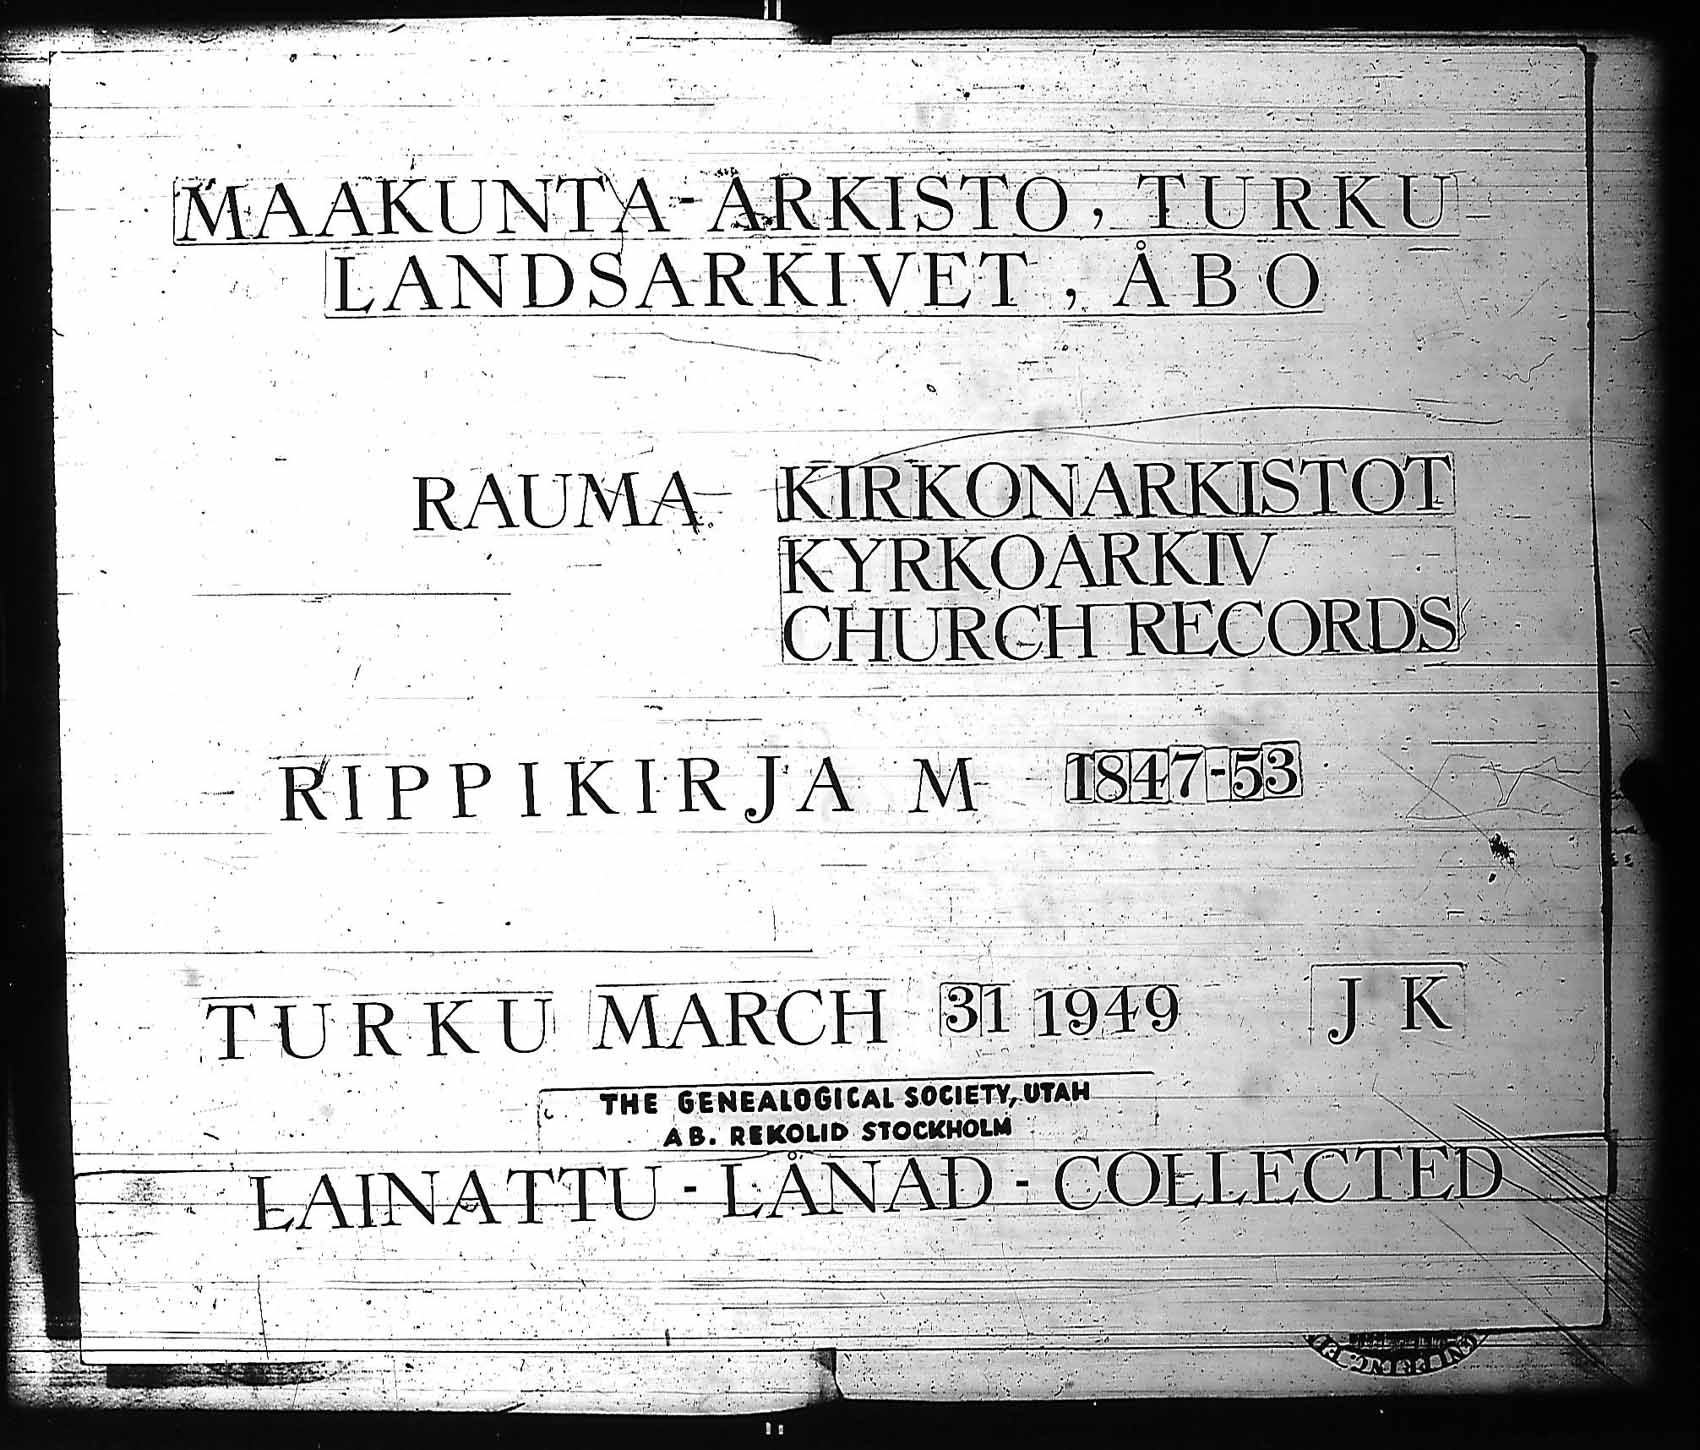 MAAKUNTA-ARKISTO, TURKU
LANDSARKIVET, ÅBO
RAUMA KIRKONARKISTOT
KYRKOARKIV
CHURCH RECORDS
RIPPIKIRJA M 1847-53
TURKU MARCH 31 1949 J K
THE GENEALOGICAL SOCIETY, UTAH
AB. REKOLID STOCKHOLM
LAINATTU - LÅNAD - COLLECTED